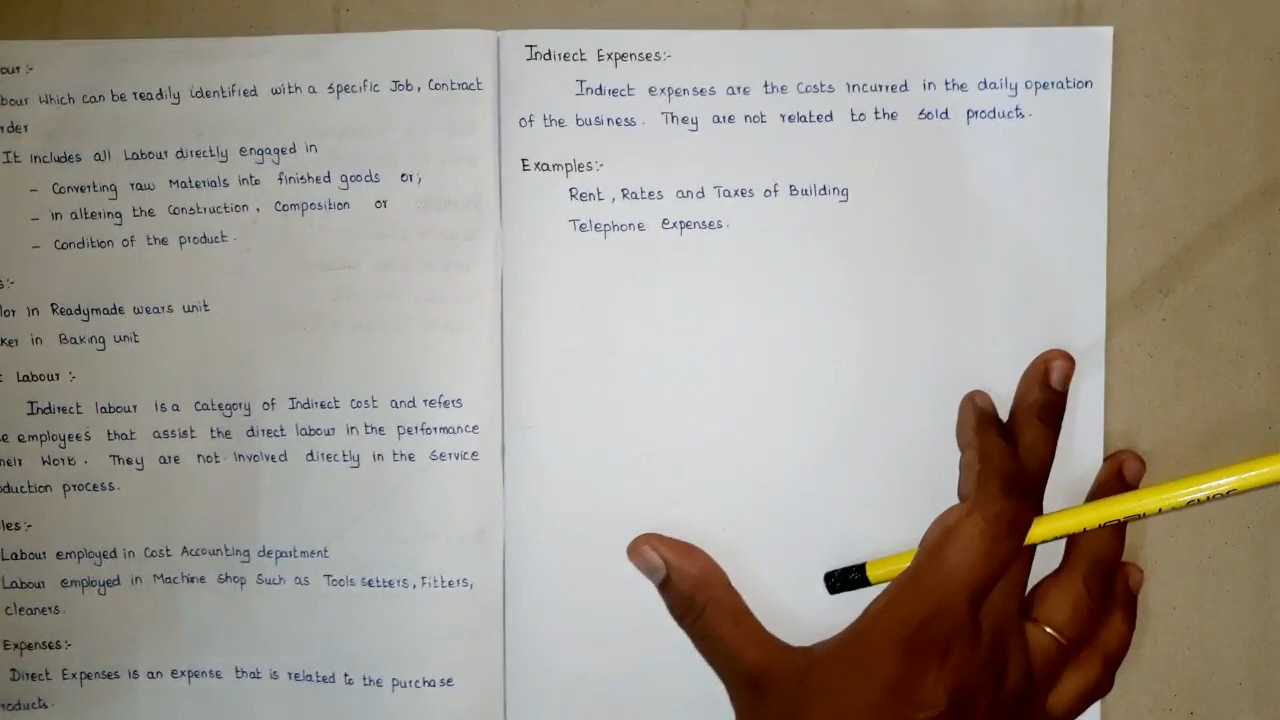 our :-
bour which can be readily identified with a specific Job, Contract
rder
It includes all Labour directly engaged in
- Converting raw Materials into finished goods or;
- in altering the Construction, Composition or
- Condition of the product.
s:-
lor in Readymade wears unit
ker in Baking unit
t Labour :-
Indirect labour is a category of Indirect cost and refers
e employees that assist the direct labour in the performance
heir Work. They are not involved directly in the service
oduction process.
les:-
Labour employed in Cost Accounting department
Labour employed in Machine shop Such as Tools setters, Fitters,
cleaners.
Expenses:-
Direct Expenses is an expense that is related to the purchase
roducts.
Indirect Expenses:-
Indirect expenses are the Costs incurred in the daily operation
of the business. They are not related to the sold products.
Examples:-
Rent, Rates and Taxes of Building
Telephone expenses.